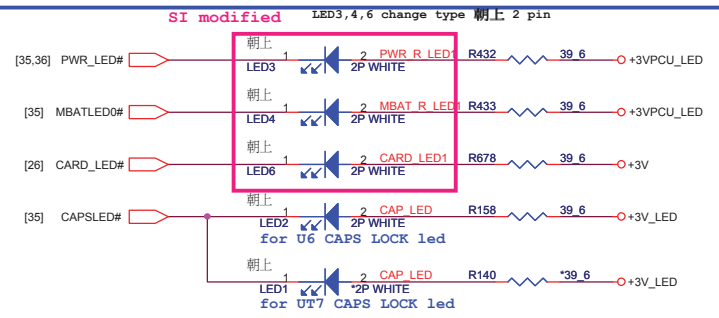 SI modified LED3,4,6 change type 朝上 2 pin
朝上
[35,36] PWR_LED# 1 2 PWR_R_LED1 R432 39_6 +3VPCU_LED
LED3 2P WHITE
朝上
[35] MBATLED0# 1 2 MBAT_R_LED1 R433 39_6 +3VPCU_LED
LED4 2P WHITE
朝上
[26] CARD_LED# 1 2 CARD_LED1 R678 39_6 +3V
LED6 2P WHITE
朝上
[35] CAPSLED# 1 2 CAP_LED R158 39_6 +3V_LED
LED2 2P WHITE
for U6 CAPS LOCK led
朝上
1 2 CAP_LED R140 *39_6 +3V_LED
LED1 *2P WHITE
for UT7 CAPS LOCK led